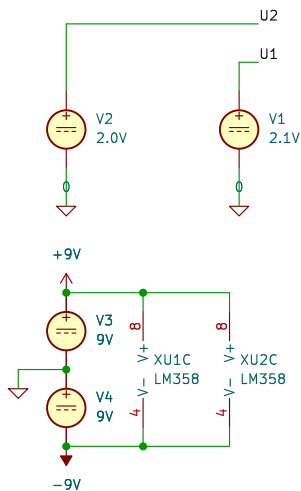 U2
U1
V2
2.0V
V1
2.1V
0
0
+9V
V3
9V
8
V+
XU1C
LM358
V-
4
8
V+
XU2C
LM358
V-
4
V4
9V
-9V